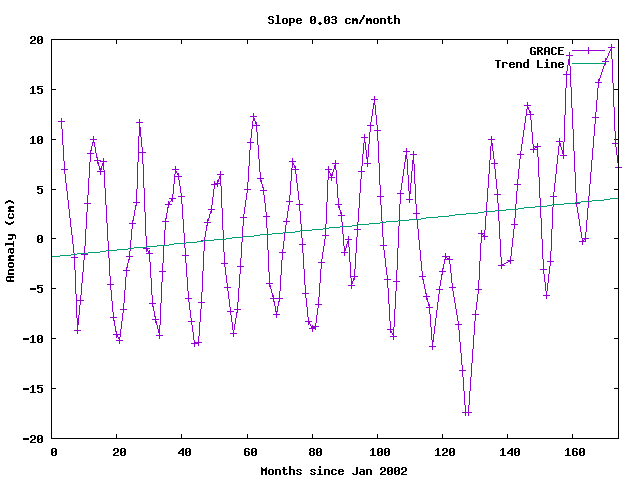 Slope 0.03 cm/month
GRACE
Trend Line
20
15
10
5
0
-5
-10
-15
-20
Anomaly (cm)
0 20 40 60 80 100 120 140 160
Months since Jan 2002